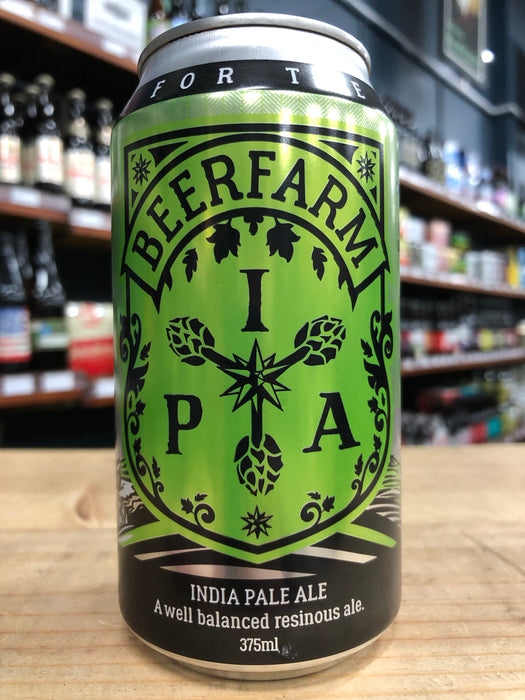 FOR THE
BEERFARM
I
P A
INDIA PALE ALE
A well balanced resinous ale.
375ml